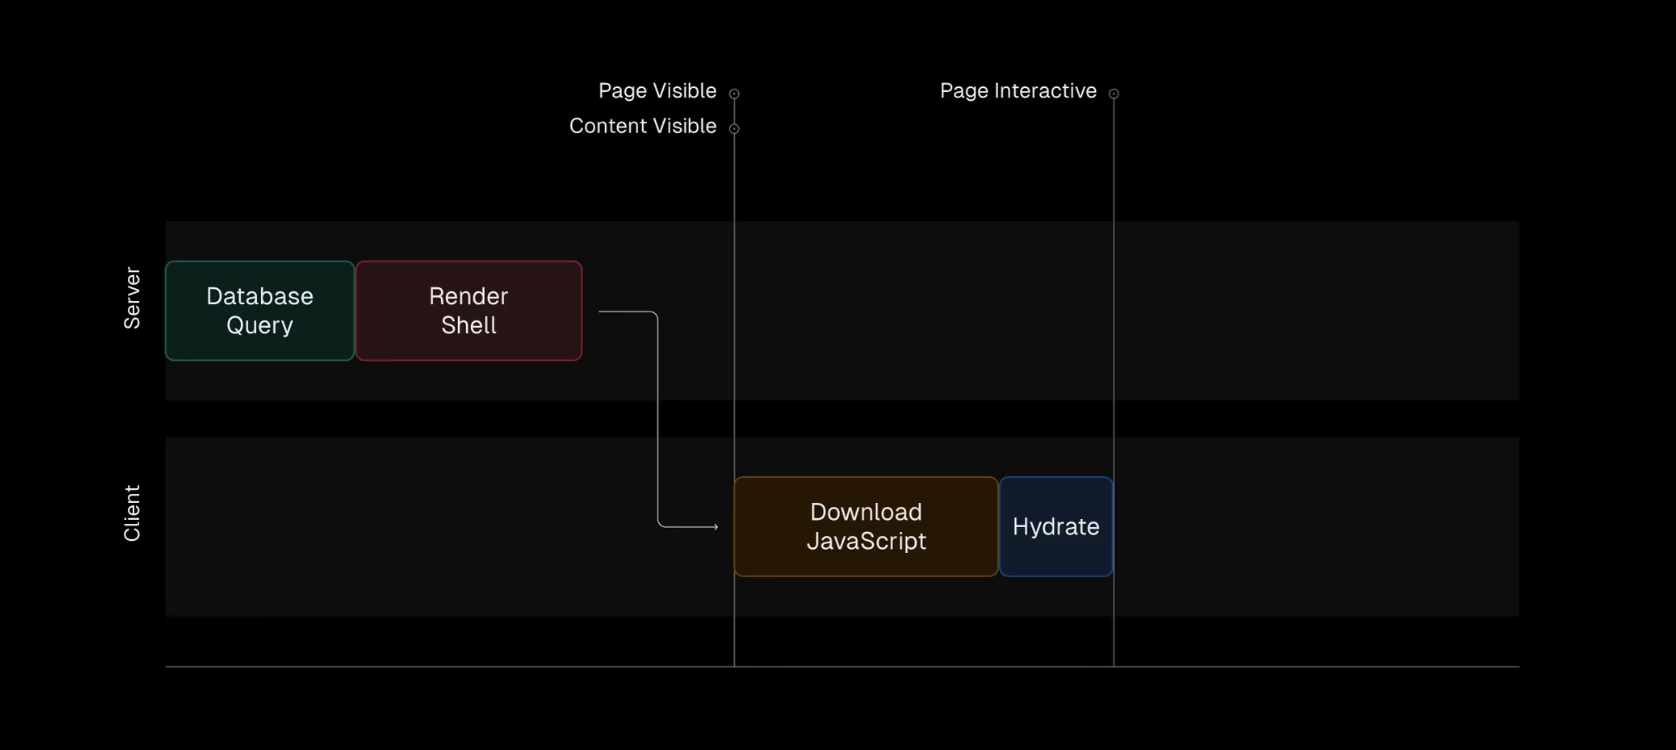 Page Visible
Page Interactive
Content Visible
Server
Database
Query
Render
Shell
Client
Download
JavaScript
Hydrate